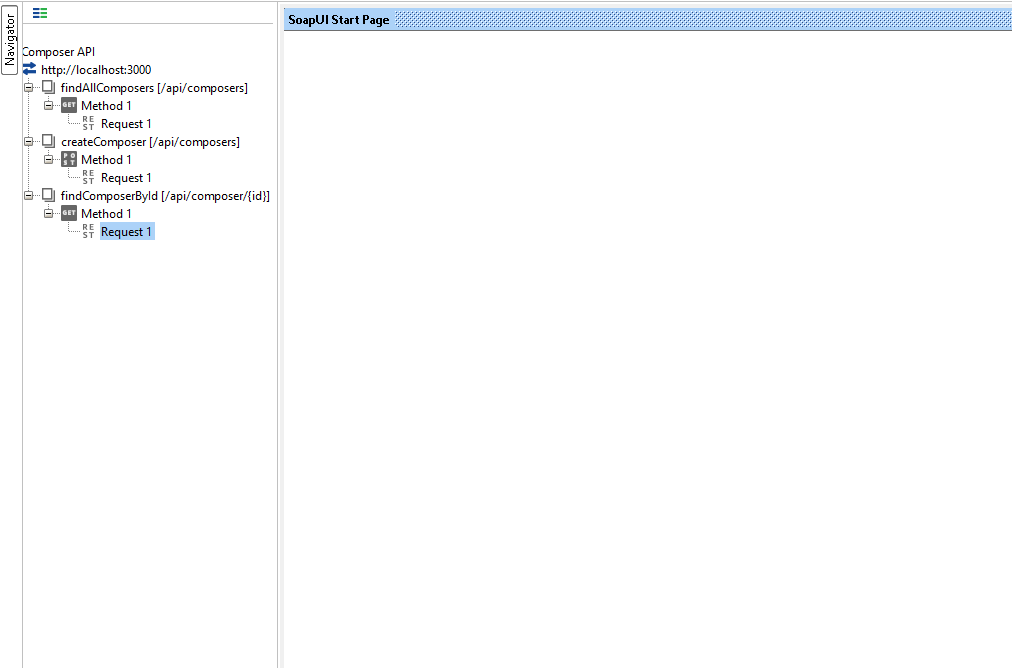 Navigator
SoapUI Start Page
Composer API
http://localhost:3000
findAllComposers [/api/composers]
GET Method 1
REST Request 1
createComposer [/api/composers]
POST Method 1
REST Request 1
findComposerById [/api/composer/{id}]
GET Method 1
REST Request 1